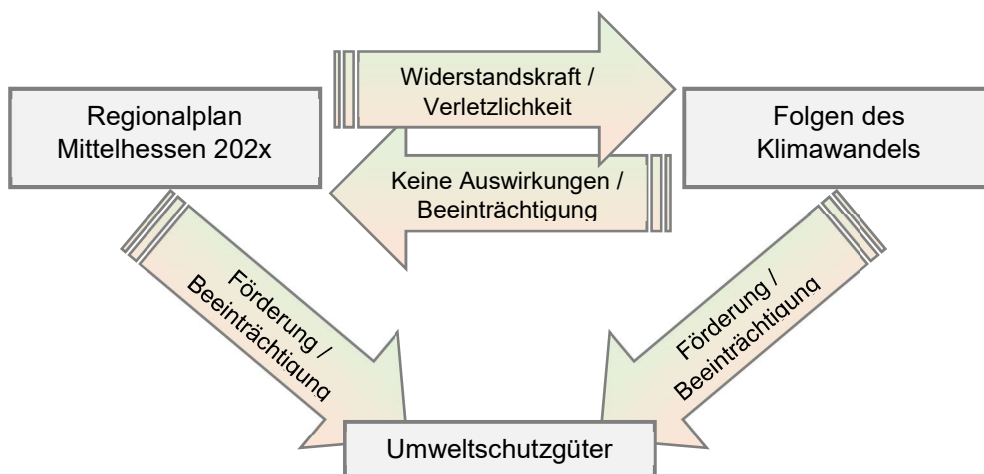 Widerstandskraft /
Verletzlichkeit
Regionalplan
Mittelhessen 202x
Folgen des
Klimawandels
Keine Auswirkungen /
Beeinträchtigung
Förderung /
Beeinträchtigung
Förderung /
Beeinträchtigung
Umweltschutzgüter